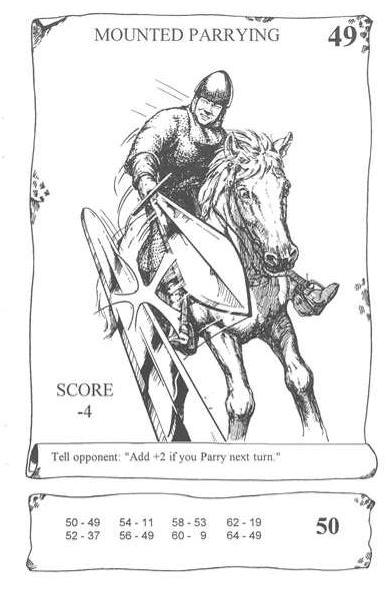 MOUNTED PARRYING 49
SCORE
-4
Tell opponent: "Add +2 if you Parry next turn."
50 - 49 54 - 11 58 - 53 62 - 19 50
52 - 37 56 - 49 60 - 9 64 - 49